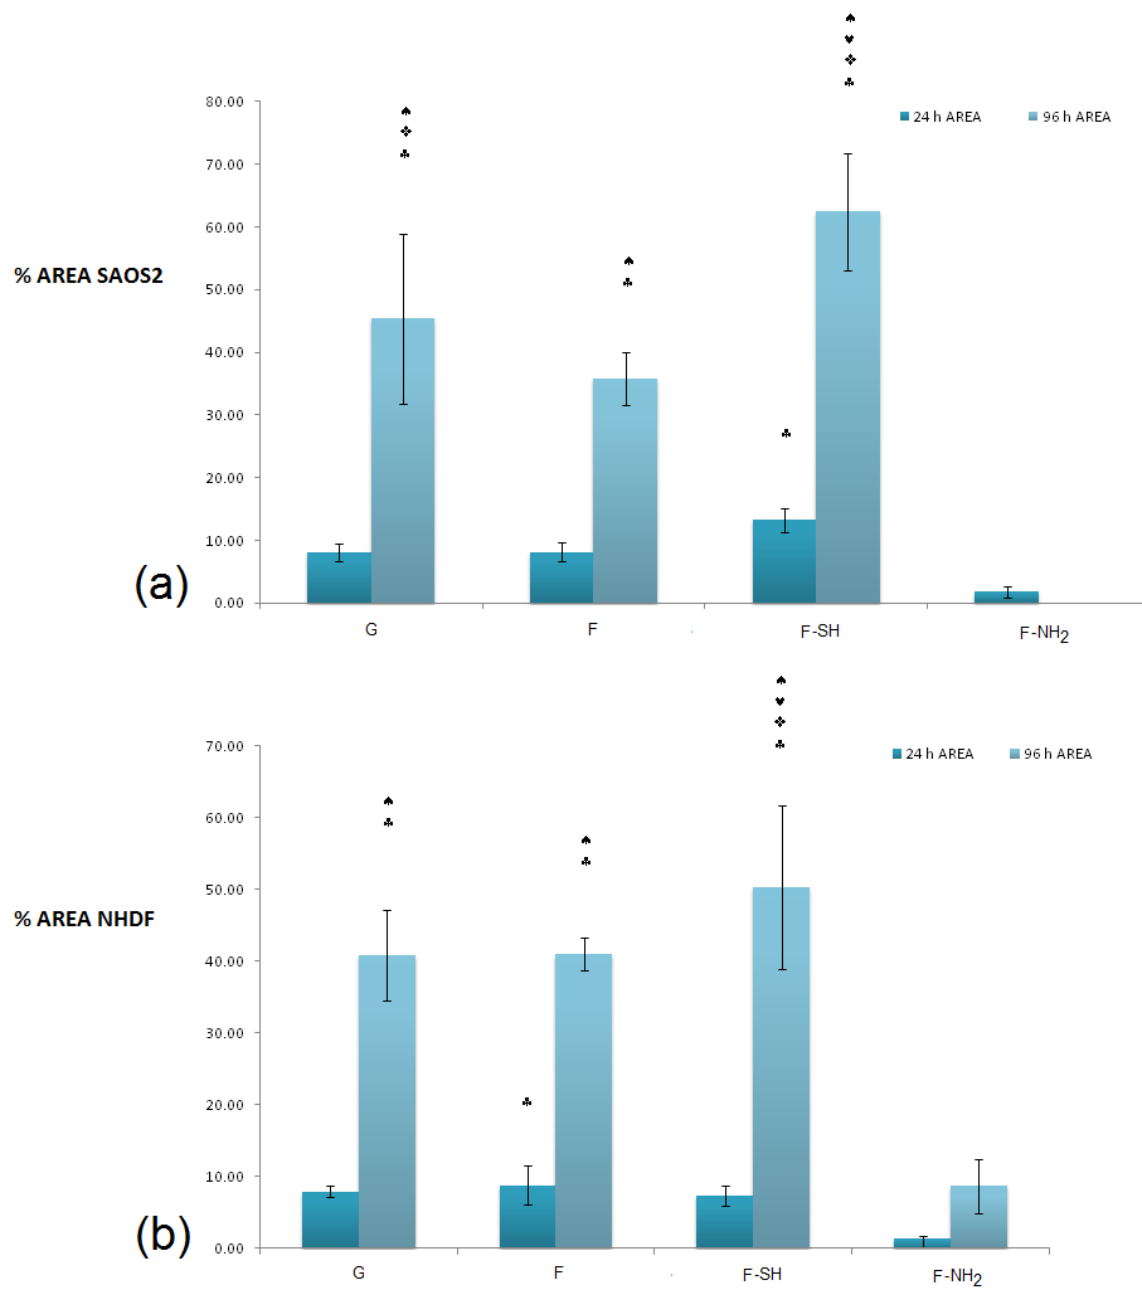 ♠
♥
❖
♣
80.00
♠
❖
♣
24 h AREA
96 h AREA
70.00
60.00
♠
♣
% AREA SAOS2
50.00
40.00
30.00
♣
20.00
10.00
(a)
0.00
G
F
F-SH
F-NH2
♠
♥
❖
♣
70.00
24 h AREA
96 h AREA
♠
♣
60.00
♠
♣
50.00
% AREA NHDF
40.00
30.00
20.00
♣
10.00
(b)
0.00
G
F
F-SH
F-NH2